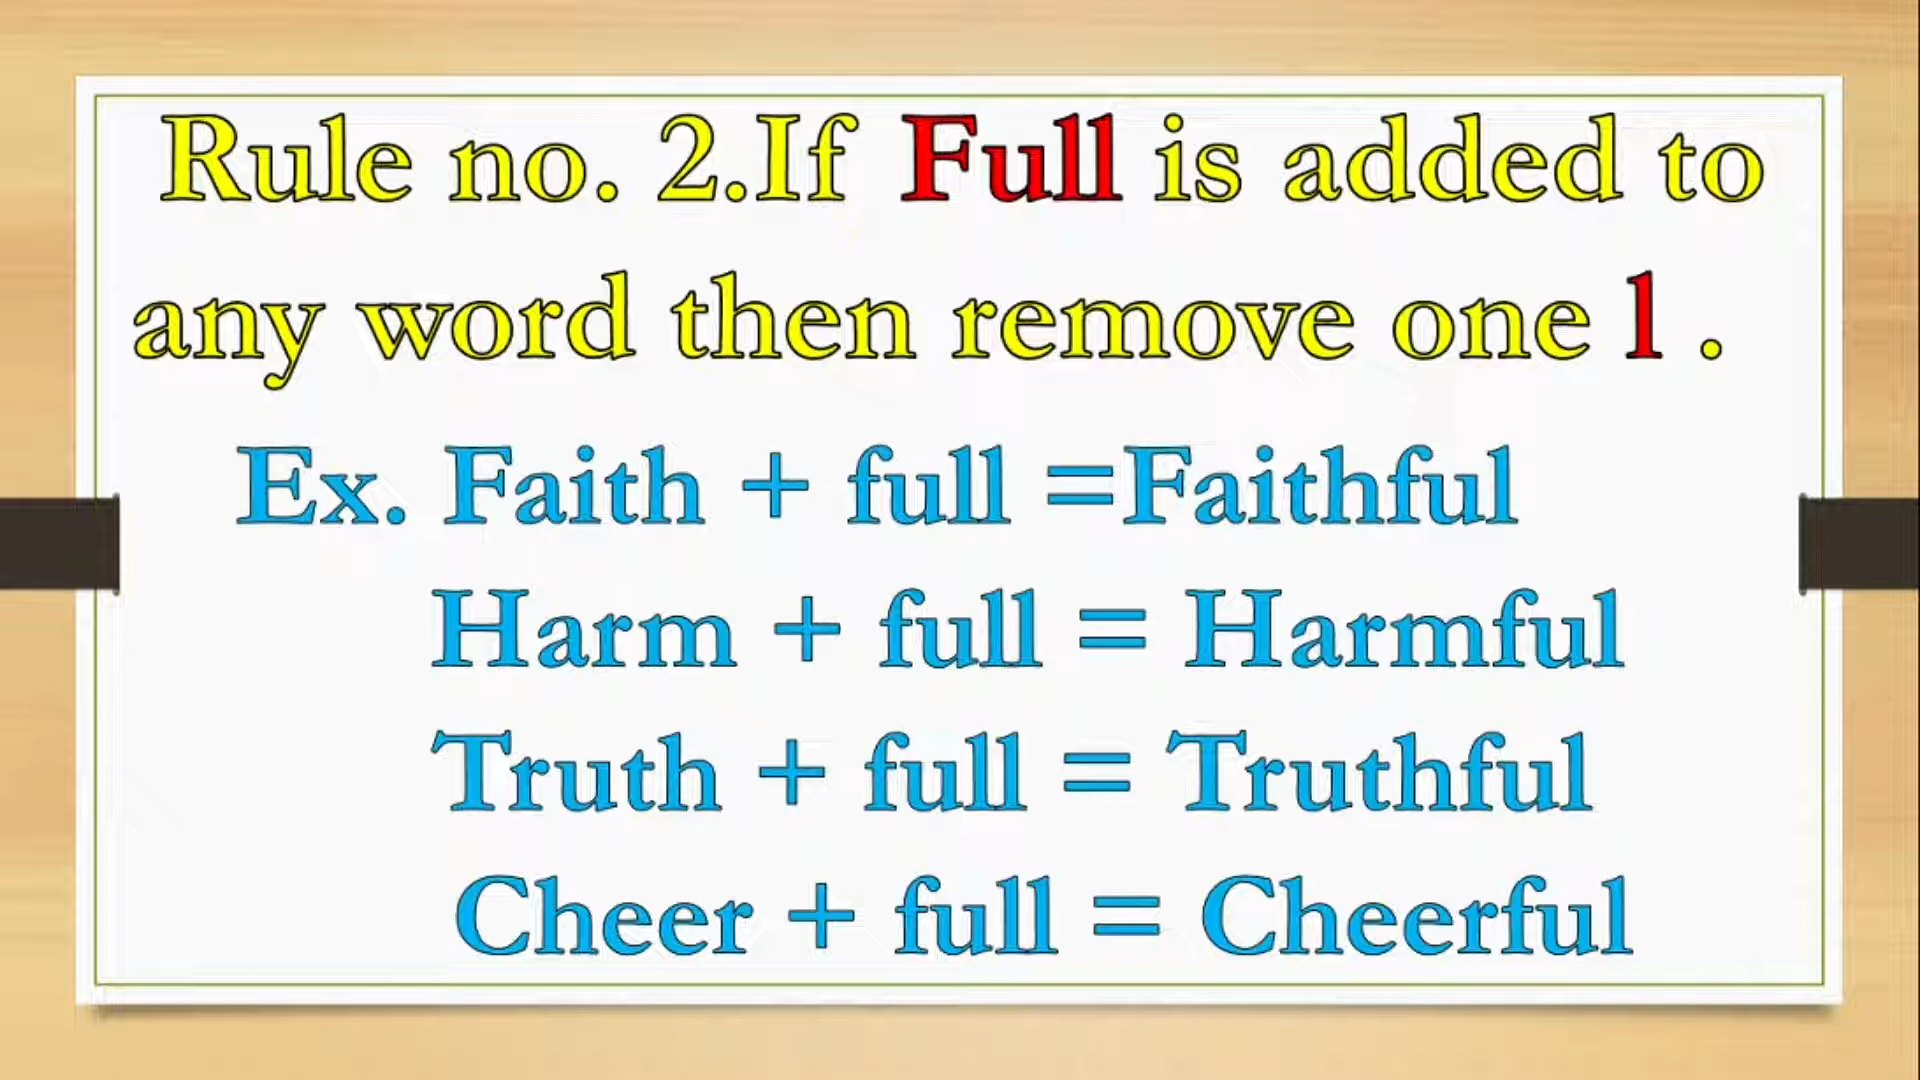 Rule no. 2.If Full is added to
any word then remove one l .
Ex. Faith + full =Faithful
Harm + full = Harmful
Truth + full = Truthful
Cheer + full = Cheerful